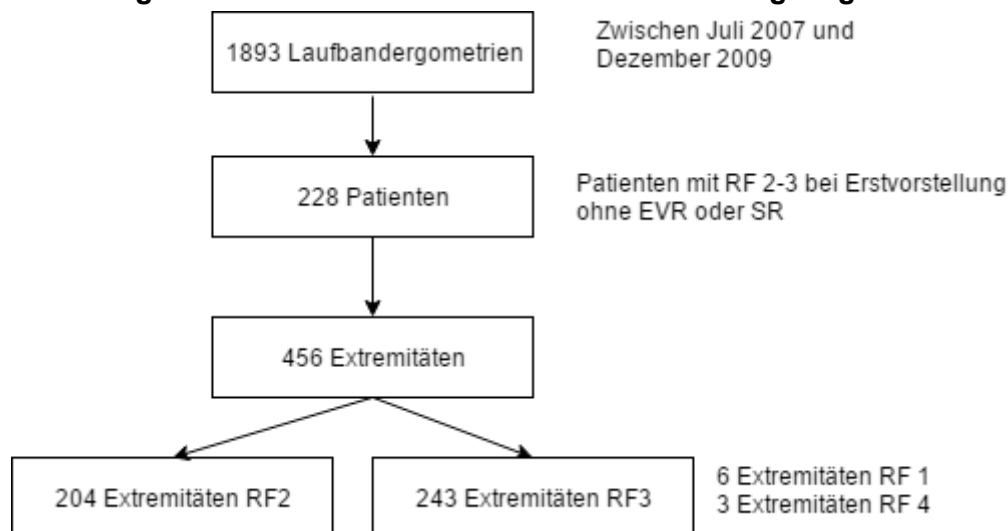 1893 Laufbandergometrien
Zwischen Juli 2007 und
Dezember 2009
228 Patienten
Patienten mit RF 2-3 bei Erstvorstellung
ohne EVR oder SR
456 Extremitäten
204 Extremitäten RF2
243 Extremitäten RF3
6 Extremitäten RF 1
3 Extremitäten RF 4